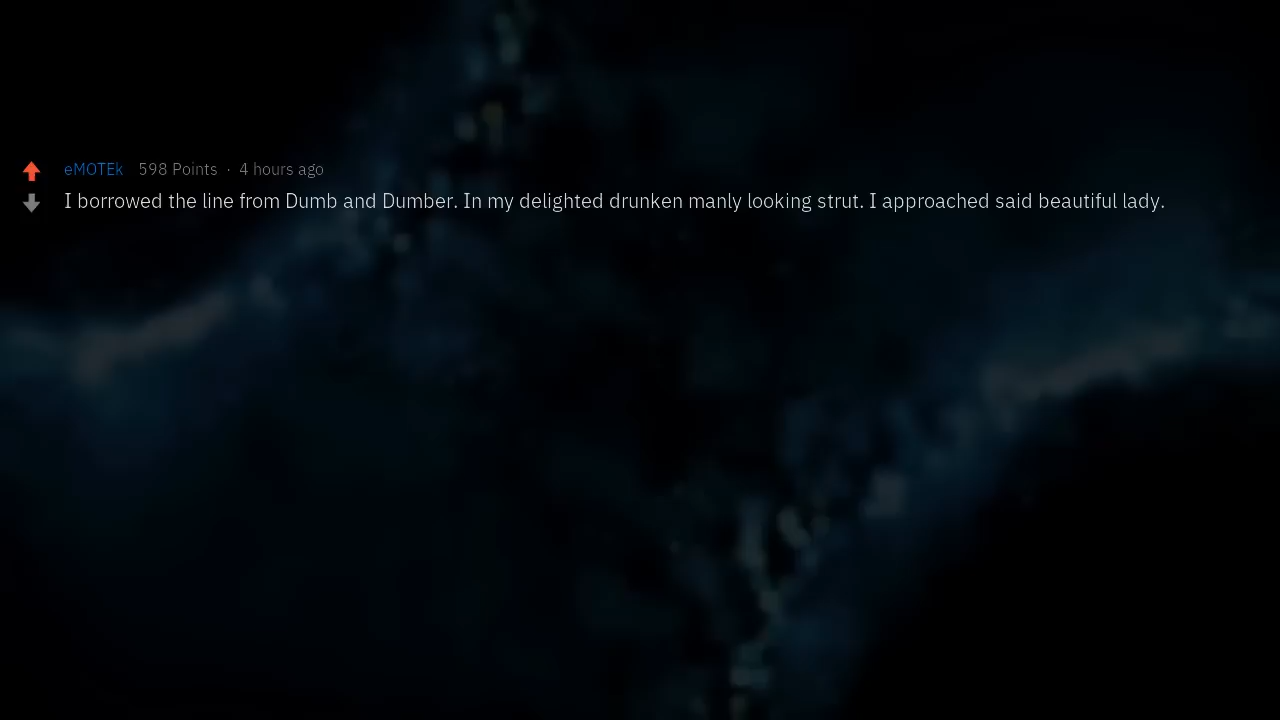 eMOTEk 598 Points · 4 hours ago
I borrowed the line from Dumb and Dumber. In my delighted drunken manly looking strut. I approached said beautiful lady.